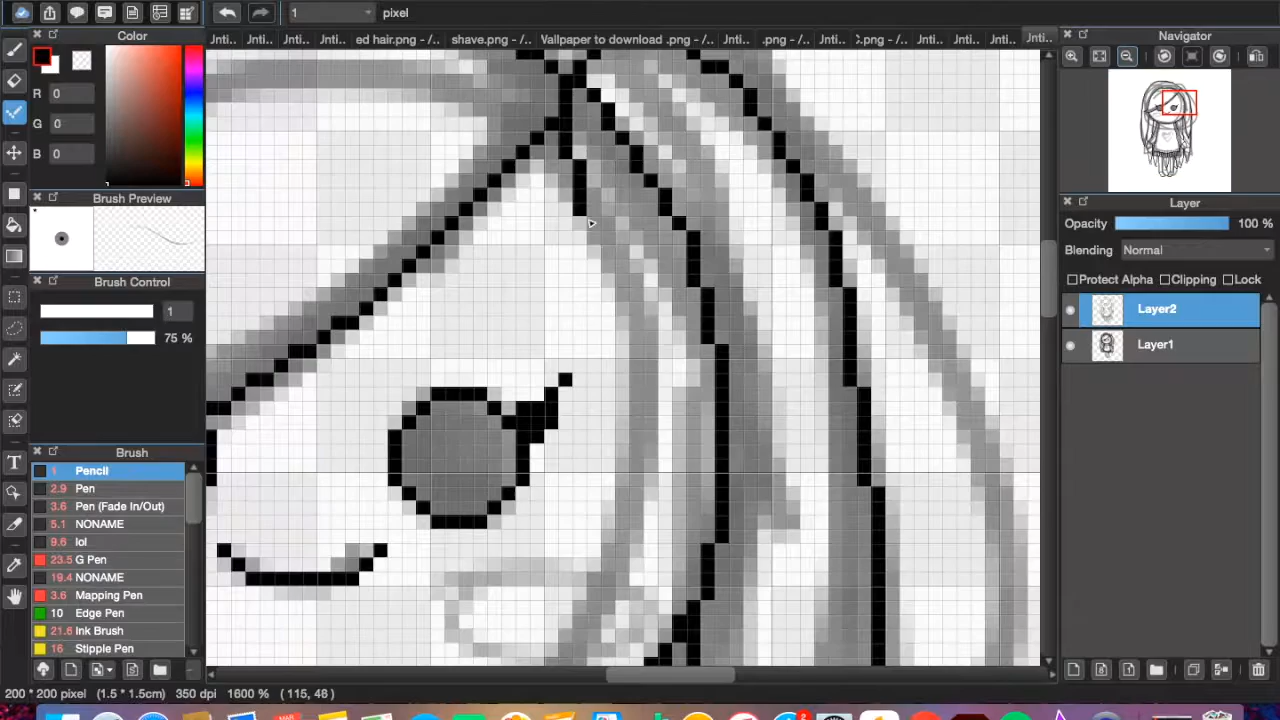 1 pixel
Color
R 0
G 0
B 0
Brush Preview
Brush Control
1
75 %
Brush
1 Pencil
2.9 Pen
3.6 Pen (Fade In/Out)
5.1 NONAME
9.6 lol
23.5 G Pen
19.4 NONAME
3.6 Mapping Pen
10 Edge Pen
21.6 Ink Brush
16 Stipple Pen
Jnti.. Jnti.. Jnti.. ed hair.png - /.. shave.png - /.. Vallpaper to download .png - /.. Jnti.. .png - /.. Jnti.. Jnti.. Jnti.. Jnti..
Navigator
Layer
Opacity 100 %
Blending Normal
Protect Alpha Clipping Lock
Layer2
Layer1
200 * 200 pixel (1.5 * 1.5cm) 350 dpi 1600 % ( 115, 46 )